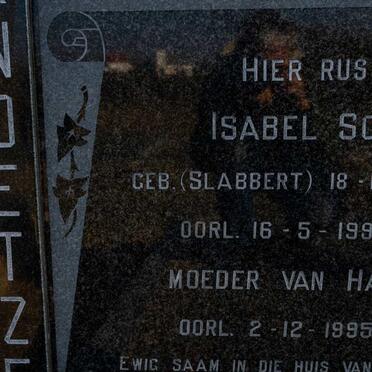 HIER RUS
ISABEL SC
GEB. (SLABBERT) 18 -
OORL. 16 - 5 - 199
MOEDER VAN HA
OORL. 2 - 12 - 1995
EWIG SAAM IN DIE HUIS VAN
NOETZE